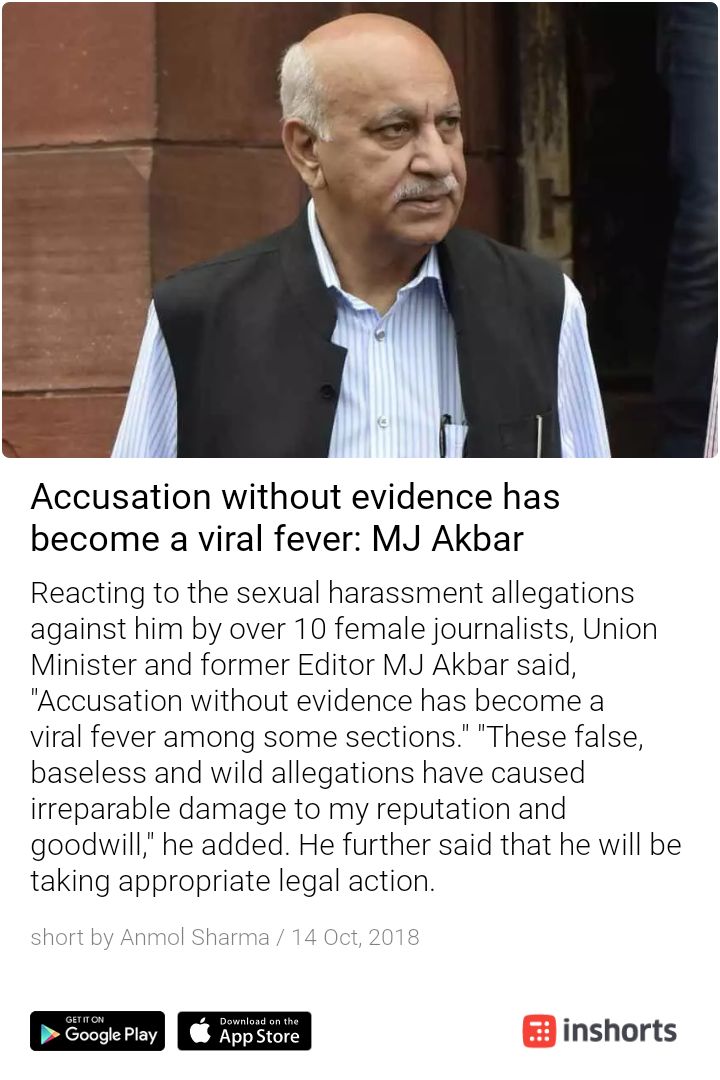 Accusation without evidence has
become a viral fever: MJ Akbar
Reacting to the sexual harassment allegations
against him by over 10 female journalists, Union
Minister and former Editor MJ Akbar said,
"Accusation without evidence has become a
viral fever among some sections." "These false,
baseless and wild allegations have caused
irreparable damage to my reputation and
goodwill," he added. He further said that he will be
taking appropriate legal action.
short by Anmol Sharma / 14 Oct, 2018
GET IT ON
Google Play
Download on the
App Store
inshorts